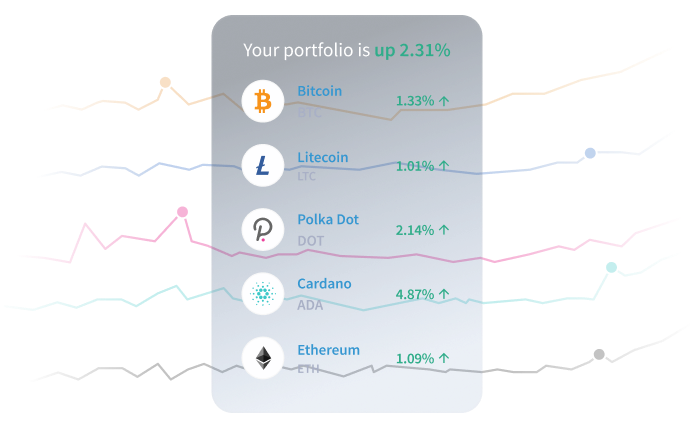 Your portfolio is up 2.31%
Bitcoin
BTC
1.33% ↑
Litecoin
LTC
1.01% ↑
Polka Dot
DOT
2.14% ↑
Cardano
ADA
4.87% ↑
Ethereum
ETH
1.09% ↑